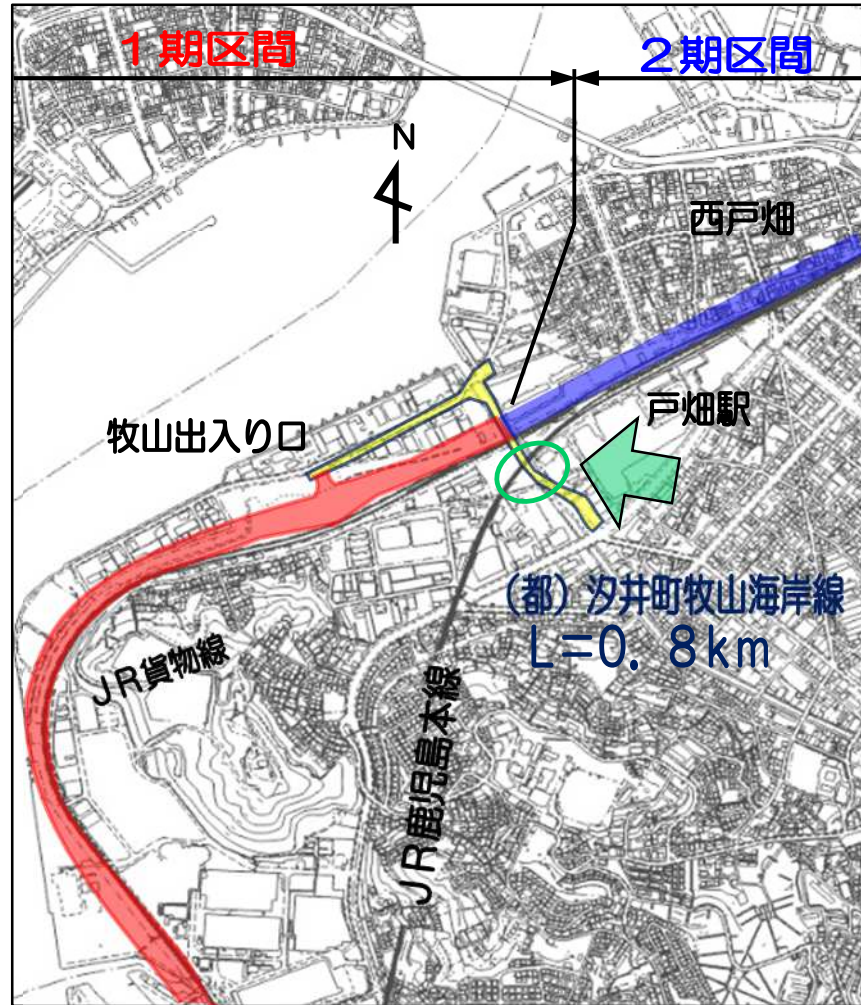 1期区間
2期区間
N
西戸畑
戸畑駅
牧山出入り口
(都)汐井町牧山海岸線
L=0.8km
JR貨物線
JR鹿児島本線